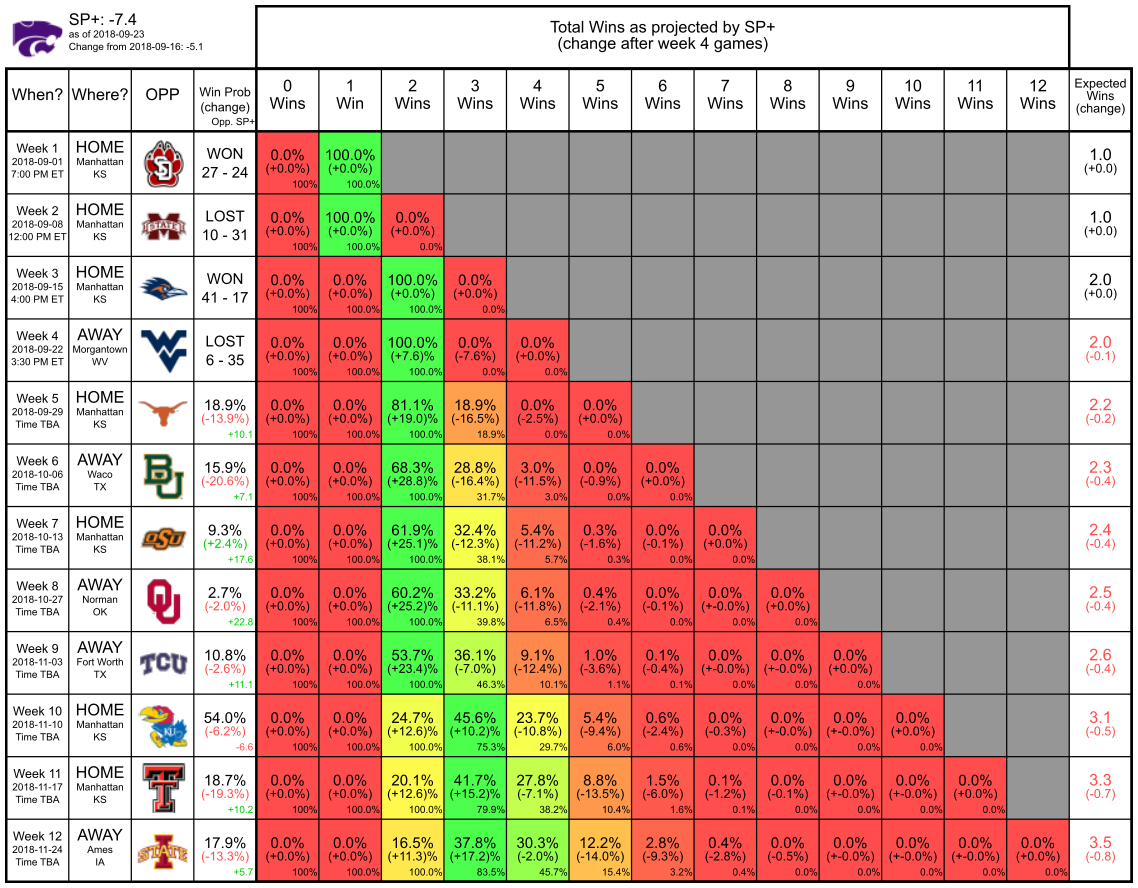 SP+: -7.4
as of 2018-09-23
Change from 2018-09-16: -5.1
Total Wins as projected by SP+
(change after week 4 games)
When? Where? OPP Win Prob (change) Opp. SP+ 0 Wins 1 Win 2 Wins 3 Wins 4 Wins 5 Wins 6 Wins 7 Wins 8 Wins 9 Wins 10 Wins 11 Wins 12 Wins Expected Wins (change)
Week 1 HOME WON 0.0% 100.0% 1.0
2018-09-01 Manhattan (+0.0%) (+0.0%) (+0.0)
7:00 PM ET KS 27 - 24 100% 100.0%
Week 2 HOME LOST 0.0% 100.0% 0.0% 1.0
2018-09-08 Manhattan STATE (+0.0%) (+0.0%) (+0.0%) (+0.0)
12:00 PM ET KS 10 - 31 100% 100.0% 0.0%
Week 3 HOME WON 0.0% 0.0% 100.0% 0.0% 2.0
2018-09-15 Manhattan (+0.0%) (+0.0%) (+0.0%) (+0.0%) (+0.0)
4:00 PM ET KS 41 - 17 100% 100.0% 100.0% 0.0%
Week 4 AWAY LOST 0.0% 0.0% 100.0% 0.0% 0.0% 2.0
2018-09-22 Morgantown WV (+0.0%) (+0.0%) (+7.6)% (-7.6%) (+0.0%) (-0.1)
3:30 PM ET WV 6 - 35 100% 100.0% 100.0% 0.0% 0.0%
Week 5 HOME 18.9% 0.0% 0.0% 81.1% 18.9% 0.0% 0.0% 2.2
2018-09-29 Manhattan (-13.9%) (+0.0%) (+0.0%) (+19.0)% (-16.5%) (-2.5%) (+0.0%) (-0.2)
Time TBA KS +10.1 100% 100.0% 100.0% 18.9% 0.0% 0.0%
Week 6 AWAY 15.9% 0.0% 0.0% 68.3% 28.8% 3.0% 0.0% 0.0% 2.3
2018-10-06 Waco BU (-20.6%) (+0.0%) (+0.0%) (+28.8)% (-16.4%) (-11.5%) (-0.9%) (+0.0%) (-0.4)
Time TBA TX +7.1 100% 100.0% 100.0% 31.7% 3.0% 0.0% 0.0%
Week 7 HOME 9.3% 0.0% 0.0% 61.9% 32.4% 5.4% 0.3% 0.0% 0.0% 2.4
2018-10-13 Manhattan OSU (+2.4%) (+0.0%) (+0.0%) (+25.1)% (-12.3%) (-11.2%) (-1.6%) (-0.1%) (+0.0%) (-0.4)
Time TBA KS +17.6 100% 100.0% 100.0% 38.1% 5.7% 0.3% 0.0% 0.0%
Week 8 AWAY 2.7% 0.0% 0.0% 60.2% 33.2% 6.1% 0.4% 0.0% 0.0% 0.0% 2.5
2018-10-27 Norman OU (-2.0%) (+0.0%) (+0.0%) (+25.2)% (-11.1%) (-11.8%) (-2.1%) (-0.1%) (+-0.0%) (+0.0%) (-0.4)
Time TBA OK +22.8 100% 100.0% 100.0% 39.8% 6.5% 0.4% 0.0% 0.0% 0.0%
Week 9 AWAY 10.8% 0.0% 0.0% 53.7% 36.1% 9.1% 1.0% 0.1% 0.0% 0.0% 0.0% 2.6
2018-11-03 Fort Worth TCU (-2.6%) (+0.0%) (+0.0%) (+23.4)% (-7.0%) (-12.4%) (-3.6%) (-0.4%) (+-0.0%) (+-0.0%) (+0.0%) (-0.4)
Time TBA TX +11.1 100% 100.0% 100.0% 46.3% 10.1% 1.1% 0.1% 0.0% 0.0% 0.0%
Week 10 HOME 54.0% 0.0% 0.0% 24.7% 45.6% 23.7% 5.4% 0.6% 0.0% 0.0% 0.0% 0.0% 3.1
2018-11-10 Manhattan KU (-6.2%) (+0.0%) (+0.0%) (+12.6)% (+10.2)% (-10.8%) (-9.4%) (-2.4%) (-0.3%) (+-0.0%) (+-0.0%) (+0.0%) (-0.5)
Time TBA KS -6.6 100% 100.0% 100.0% 75.3% 29.7% 6.0% 0.6% 0.0% 0.0% 0.0% 0.0%
Week 11 HOME 18.7% 0.0% 0.0% 20.1% 41.7% 27.8% 8.8% 1.5% 0.1% 0.0% 0.0% 0.0% 0.0% 3.3
2018-11-17 Manhattan (-19.3%) (+0.0%) (+0.0%) (+12.6)% (+15.2)% (-7.1%) (-13.5%) (-6.0%) (-1.2%) (-0.1%) (+-0.0%) (+-0.0%) (+0.0%) (-0.7)
Time TBA KS +10.2 100% 100.0% 100.0% 79.9% 38.2% 10.4% 1.6% 0.1% 0.0% 0.0% 0.0% 0.0%
Week 12 AWAY 17.9% 0.0% 0.0% 16.5% 37.8% 30.3% 12.2% 2.8% 0.4% 0.0% 0.0% 0.0% 0.0% 0.0% 3.5
2018-11-24 Ames STATE (-13.3%) (+0.0%) (+0.0%) (+11.3)% (+17.2)% (-2.0%) (-14.0%) (-9.3%) (-2.8%) (-0.5%) (+-0.0%) (+-0.0%) (+-0.0%) (+0.0%) (-0.8)
Time TBA IA +5.7 100% 100.0% 100.0% 83.5% 45.7% 15.4% 3.2% 0.4% 0.0% 0.0% 0.0% 0.0% 0.0%